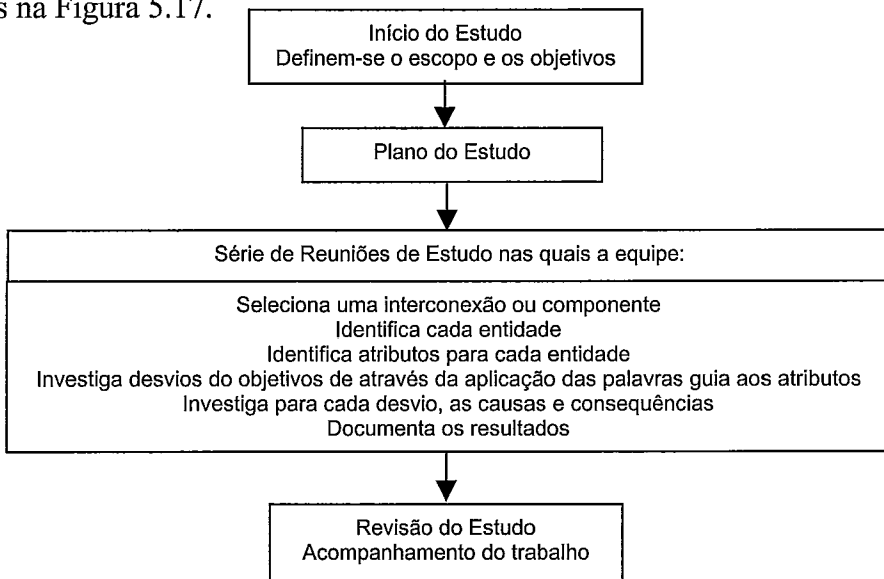 s na Figura 5.17.
Início do Estudo
Definem-se o escopo e os objetivos
Plano do Estudo
Série de Reuniões de Estudo nas quais a equipe:
Seleciona uma interconexão ou componente
Identifica cada entidade
Identifica atributos para cada entidade
Investiga desvios do objetivos de através da aplicação das palavras guia aos atributos
Investiga para cada desvio, as causas e consequências
Documenta os resultados
Revisão do Estudo
Acompanhamento do trabalho